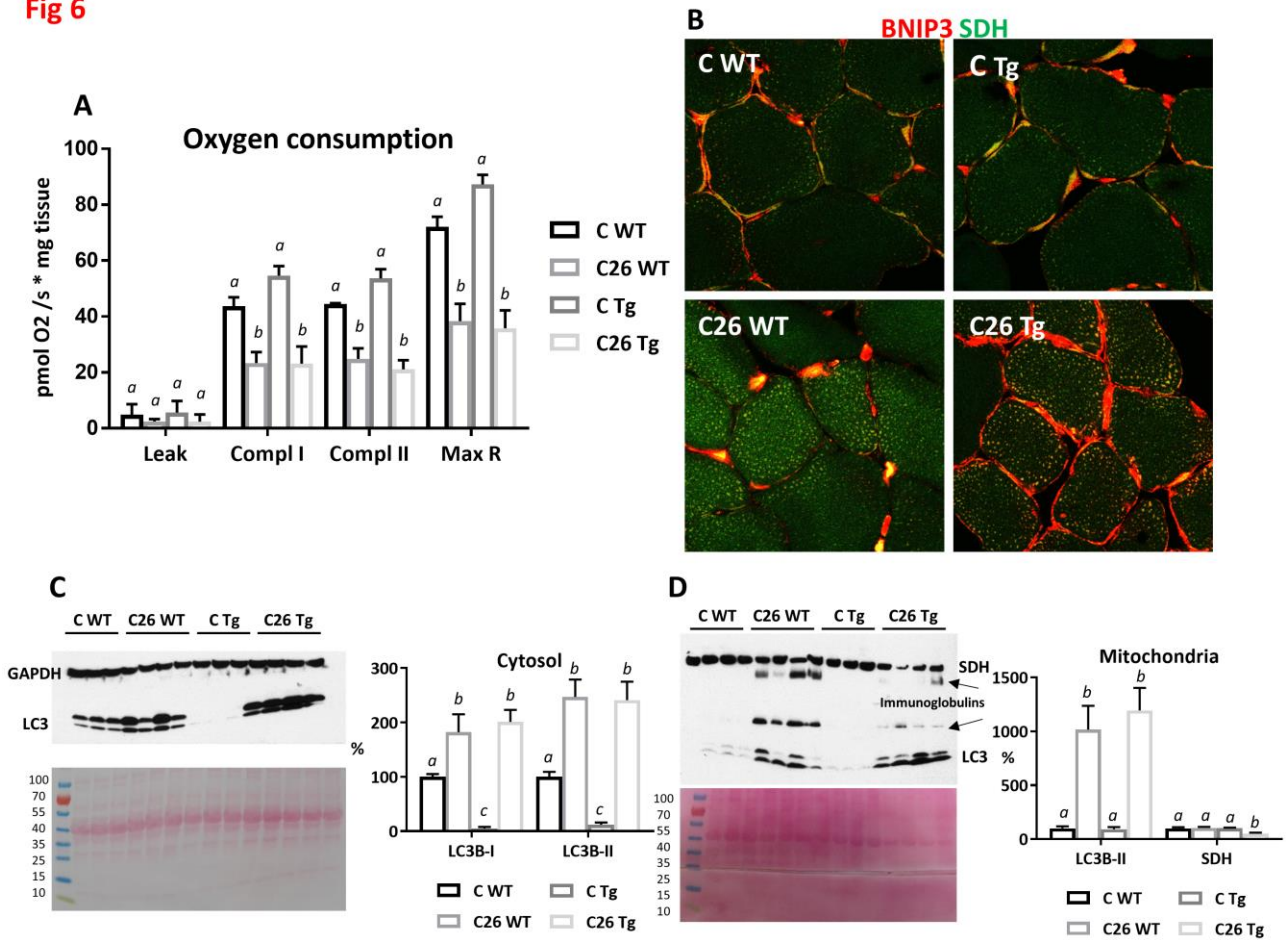 Fig 6
A
Oxygen consumption
pmol O2 /s * mg tissue
100
80
60
40
20
0
a
a
a
a
a
b
a
b
a
b
a
b
a
b
a
b
Leak
Compl I
Compl II
Max R
C WT
C26 WT
C Tg
C26 Tg
B
BNIP3 SDH
C WT
C Tg
C26 WT
C26 Tg
C
C WT
C26 WT
C Tg
C26 Tg
GAPDH
LC3
100
70
55
40
35
25
15
10
Cytosol
%
300
200
100
0
a
b
c
b
a
b
c
b
LC3B-I
LC3B-II
C WT
C Tg
C26 WT
C26 Tg
D
C WT
C26 WT
C Tg
C26 Tg
SDH
Immunoglobulins
LC3
100
70
55
40
35
25
15
10
Mitochondria
%
1500
1000
500
0
a
b
a
b
a
a
a
b
LC3B-II
SDH
C WT
C Tg
C26 WT
C26 Tg